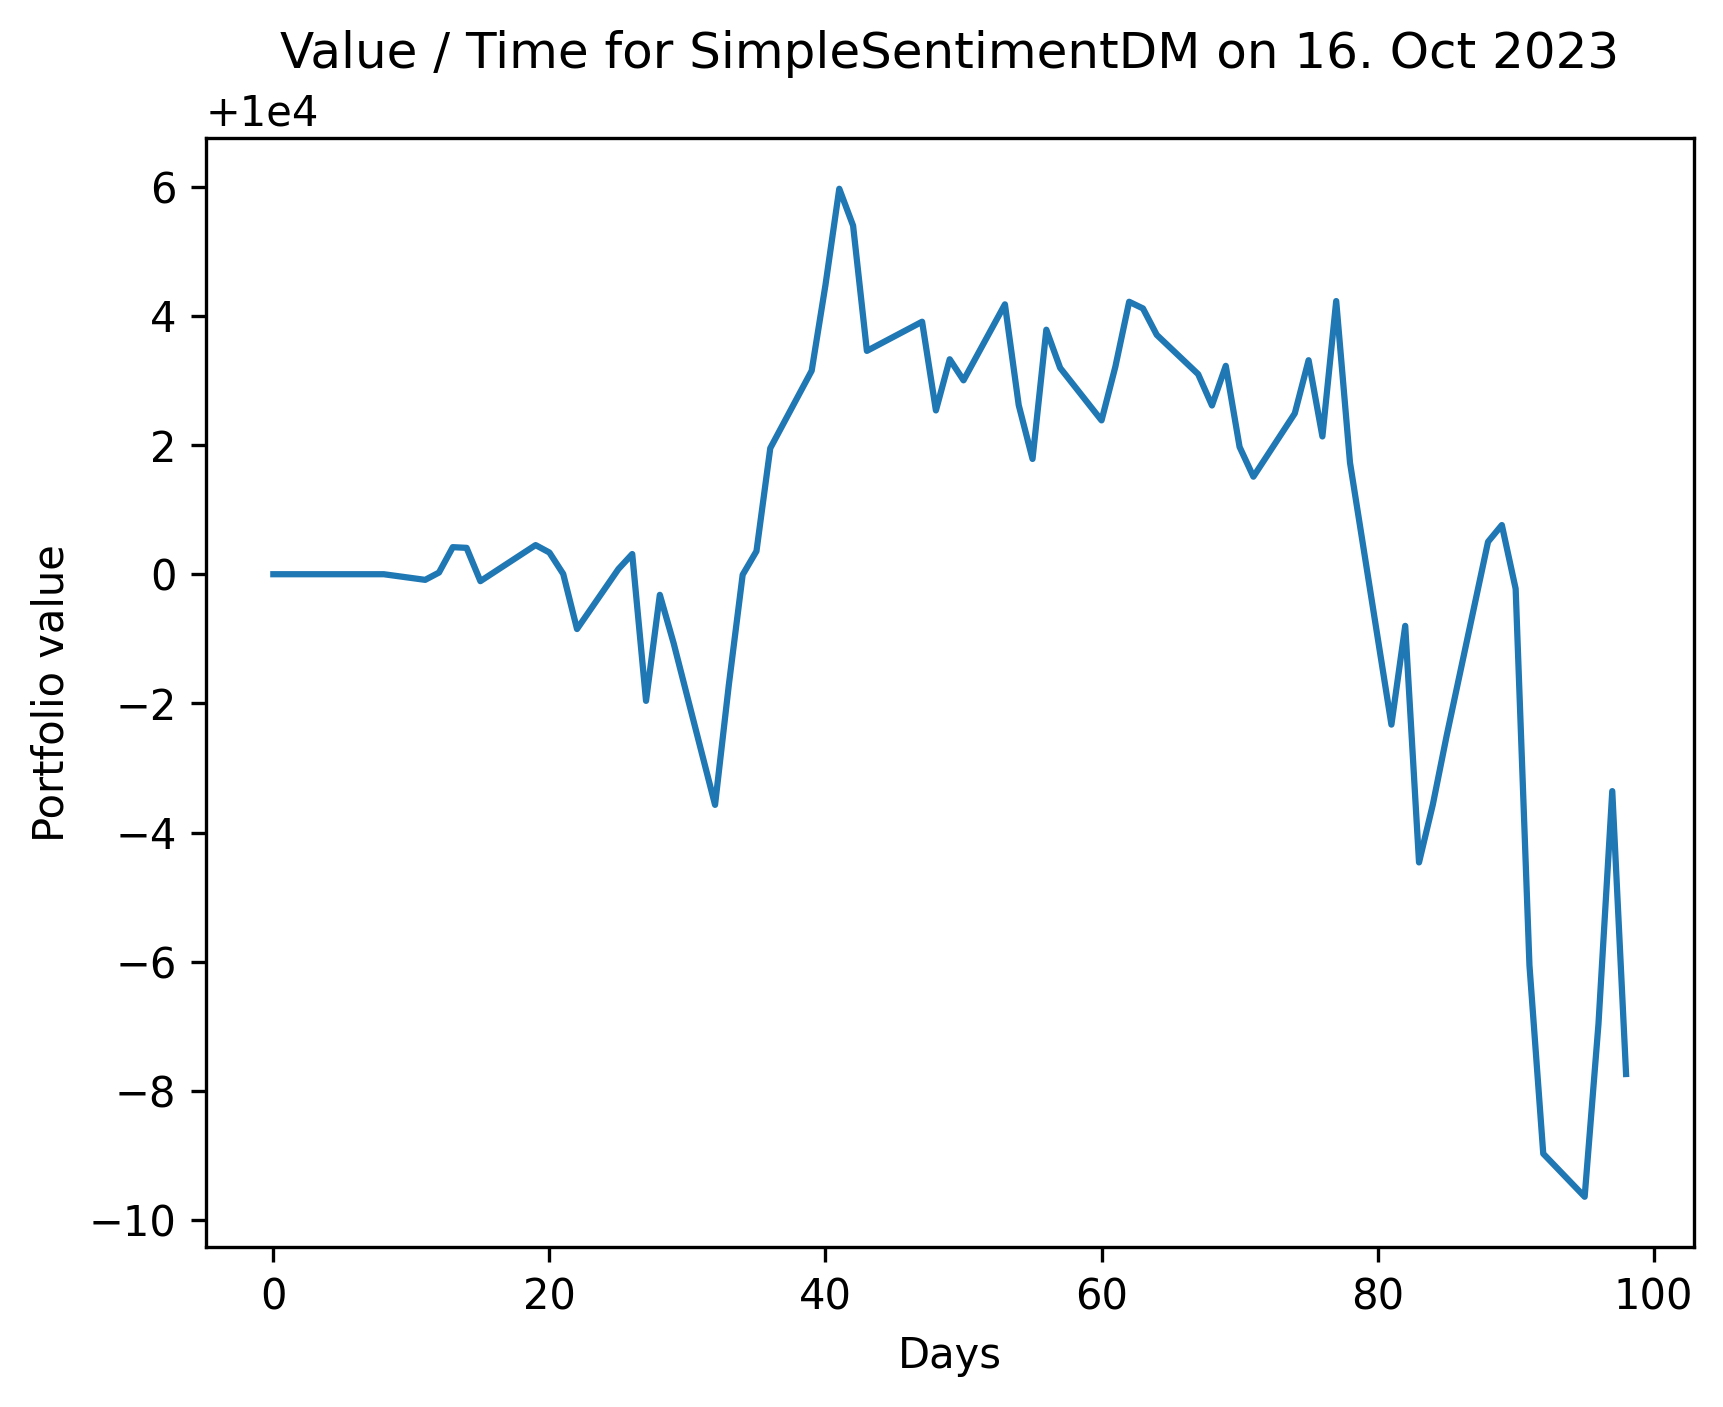 Value / Time for SimpleSentimentDM on 16. Oct 2023
+1e4
6
4
2
0
−2
−4
−6
−8
−10
Portfolio value
0 20 40 60 80 100
Days